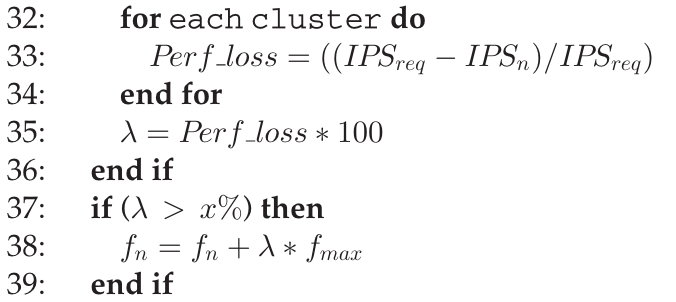 32: for each cluster do
33: Perf_loss = ((IPS_req − IPS_n)/IPS_req)
34: end for
35: λ = Perf_loss ∗ 100
36: end if
37: if (λ > x%) then
38: f_n = f_n + λ ∗ f_max
39: end if